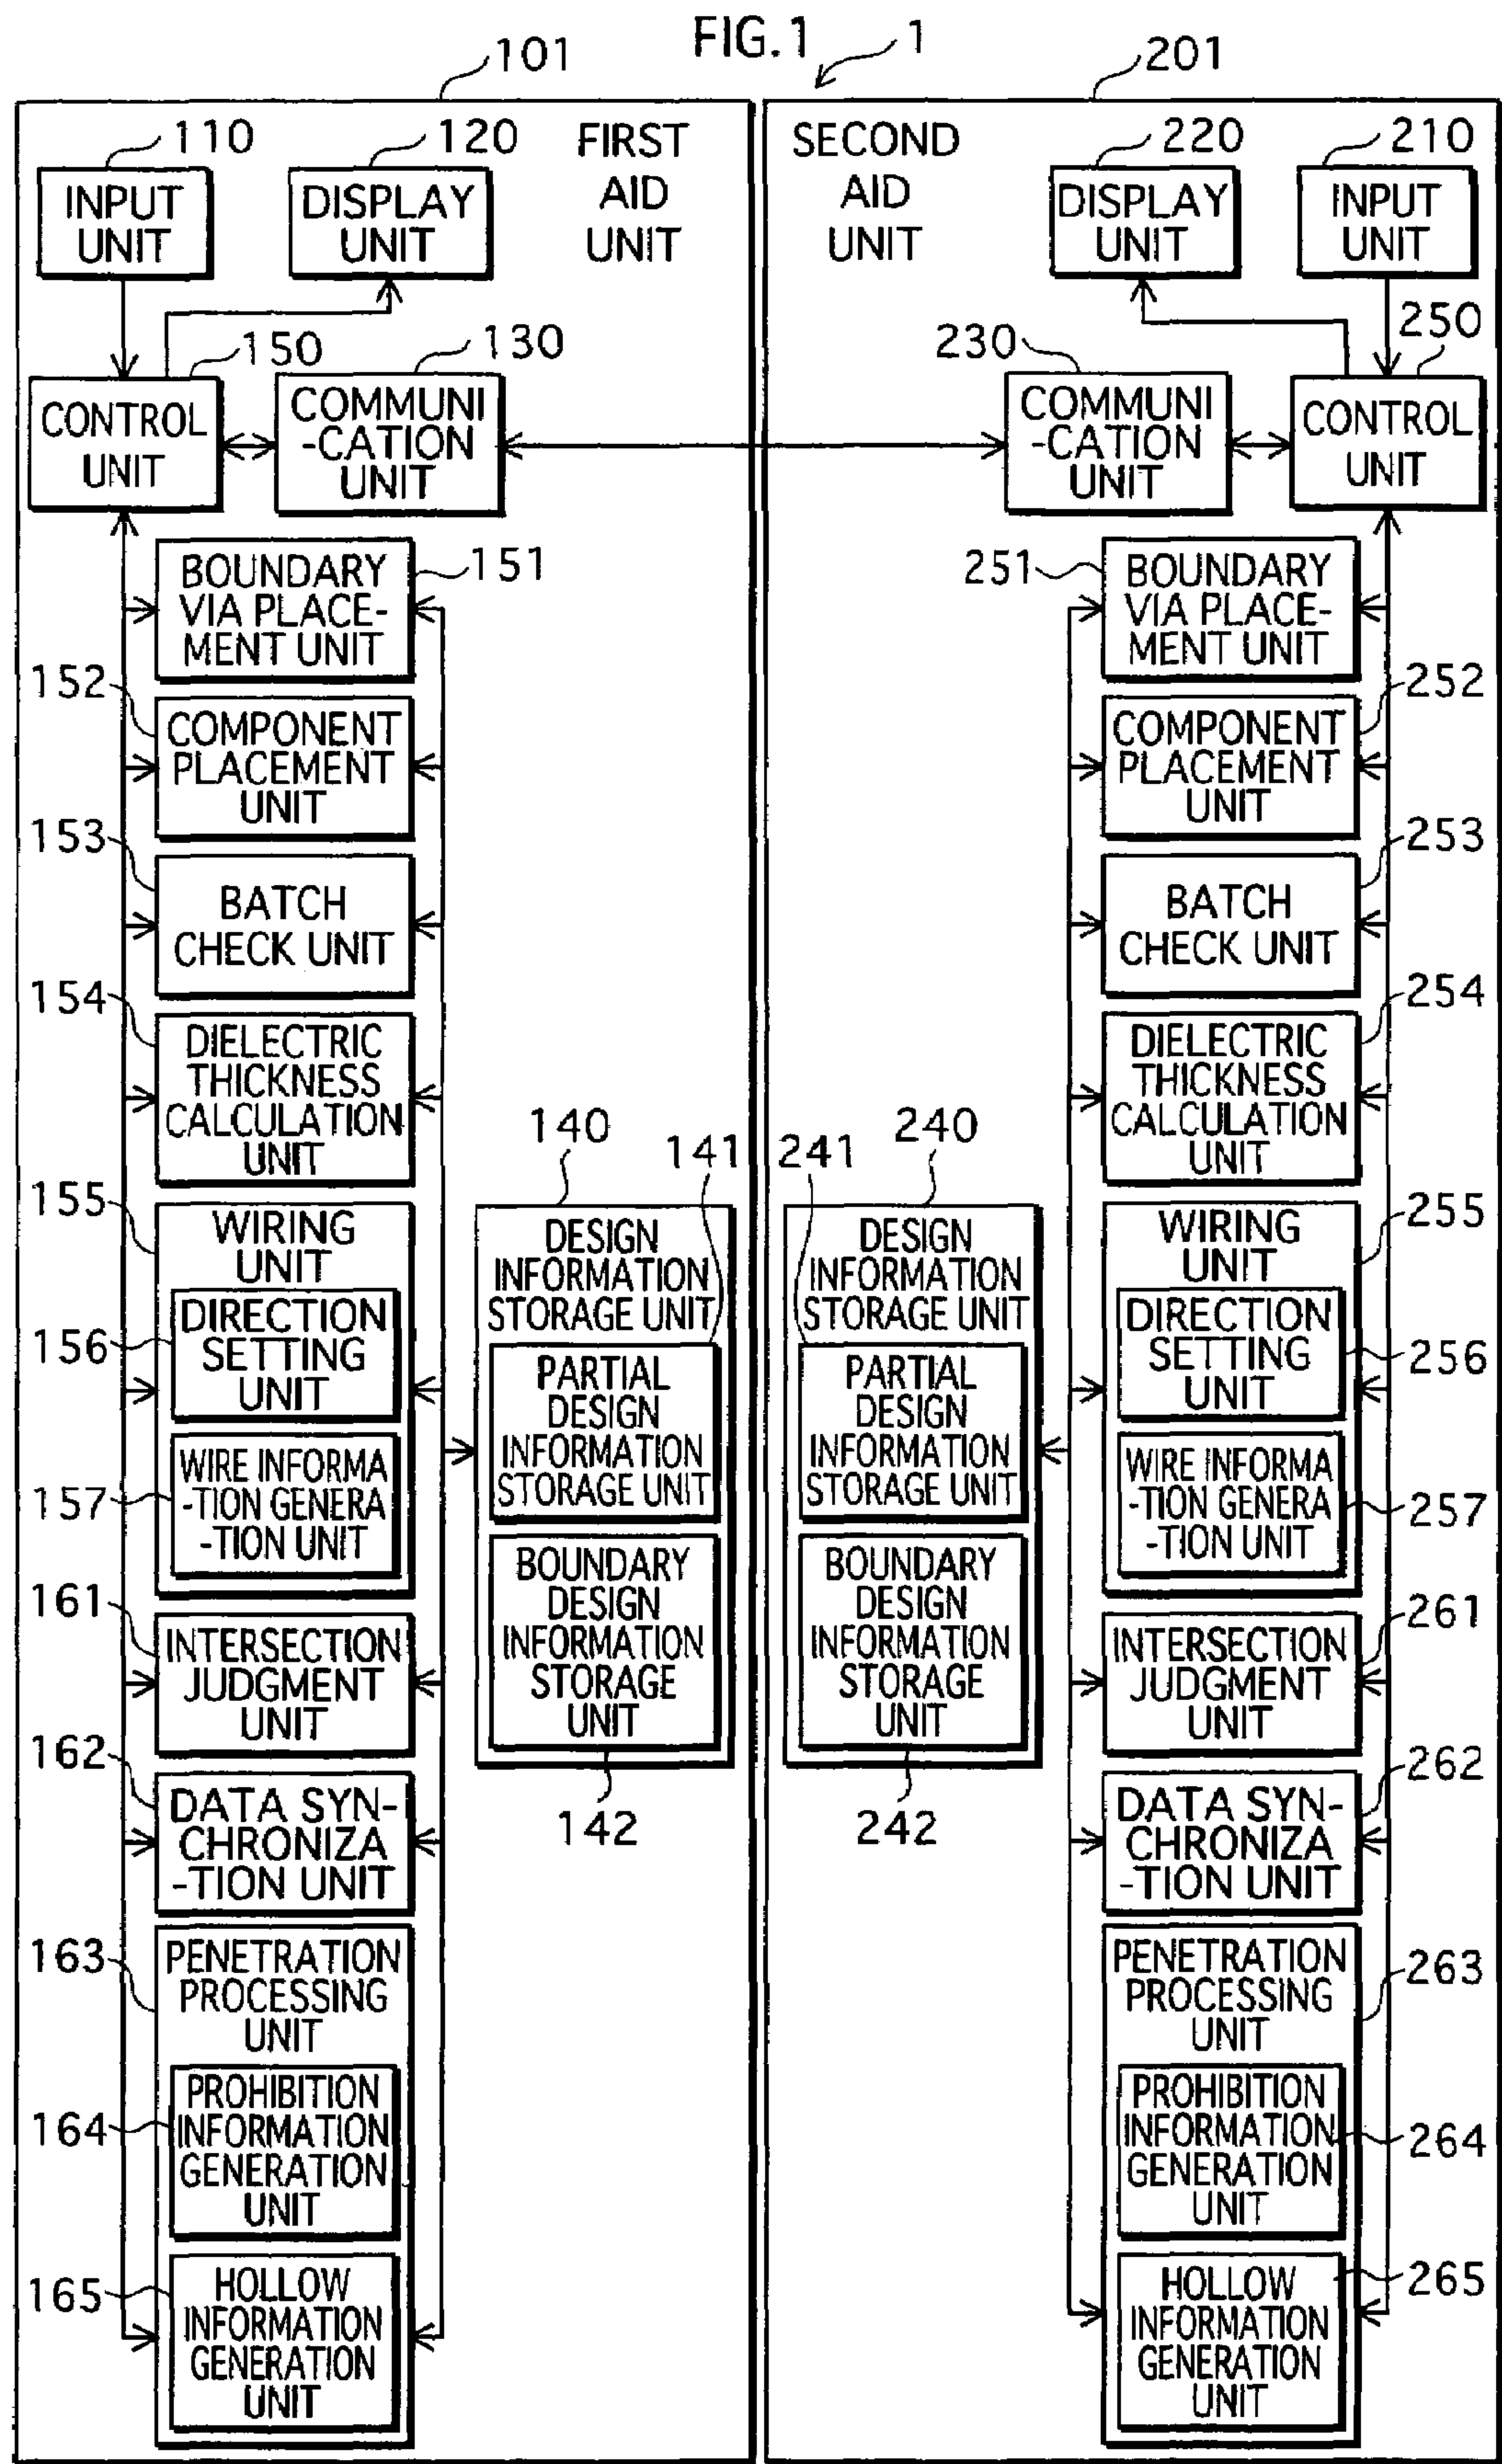 FIG.1
1
101
110
INPUT
UNIT
120
DISPLAY
UNIT
FIRST
AID
UNIT
150
CONTROL
UNIT
130
COMMUNI
-CATION
UNIT
151
BOUNDARY
VIA PLACE-
MENT UNIT
152
COMPONENT
PLACEMENT
UNIT
153
BATCH
CHECK UNIT
154
DIELECTRIC
THICKNESS
CALCULATION
UNIT
155
WIRING
UNIT
156
DIRECTION
SETTING
UNIT
157
WIRE INFORMA
-TION GENERA
-TION UNIT
161
INTERSECTION
JUDGMENT
UNIT
162
DATA SYN-
CHRONIZA
-TION UNIT
163
PENETRATION
PROCESSING
UNIT
164
PROHIBITION
INFORMATION
GENERATION
UNIT
165
HOLLOW
INFORMATION
GENERATION
UNIT
140
DESIGN
INFORMATION
STORAGE UNIT
141
PARTIAL
DESIGN
INFORMATION
STORAGE UNIT
BOUNDARY
DESIGN
INFORMATION
STORAGE
UNIT
142
201
SECOND
AID
UNIT
220
DISPLAY
UNIT
210
INPUT
UNIT
230
COMMUNI
-CATION
UNIT
250
CONTROL
UNIT
251
BOUNDARY
VIA PLACE-
MENT UNIT
252
COMPONENT
PLACEMENT
UNIT
253
BATCH
CHECK UNIT
254
DIELECTRIC
THICKNESS
CALCULATION
UNIT
255
WIRING
UNIT
256
DIRECTION
SETTING
UNIT
257
WIRE INFORMA
-TION GENERA
-TION UNIT
261
INTERSECTION
JUDGMENT
UNIT
262
DATA SYN-
CHRONIZA
-TION UNIT
263
PENETRATION
PROCESSING
UNIT
264
PROHIBITION
INFORMATION
GENERATION
UNIT
265
HOLLOW
INFORMATION
GENERATION
UNIT
240
DESIGN
INFORMATION
STORAGE UNIT
241
PARTIAL
DESIGN
INFORMATION
STORAGE UNIT
BOUNDARY
DESIGN
INFORMATION
STORAGE
UNIT
242